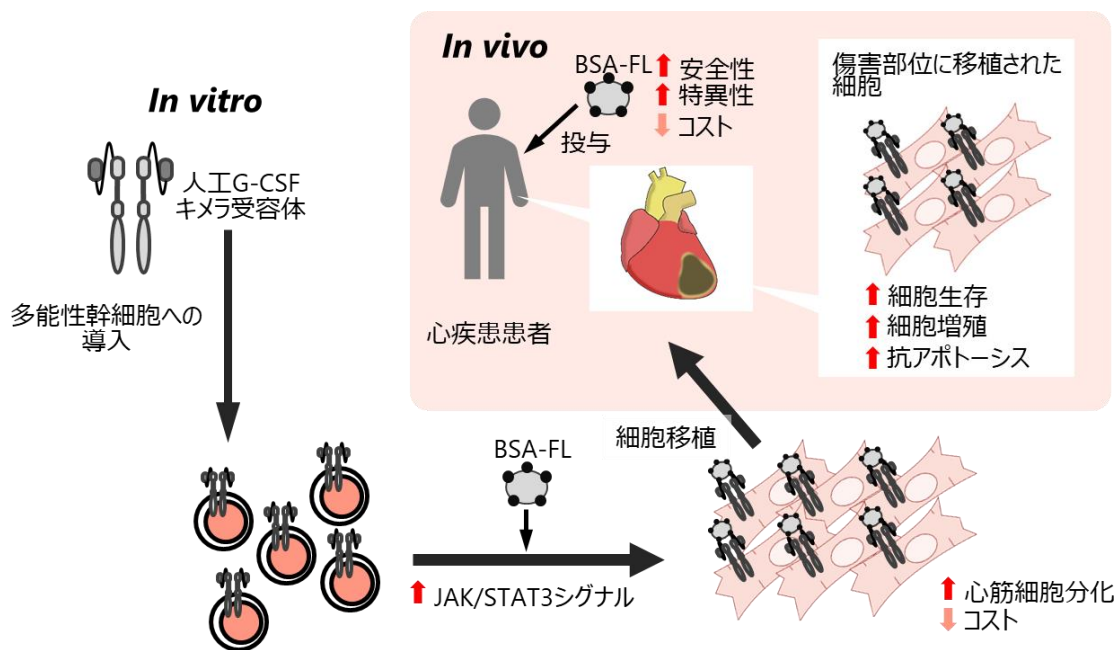 In vitro
人工G-CSF
キメラ受容体
多能性幹細胞への
導入
In vivo
BSA-FL
安全性
特異性
コスト
投与
心疾患患者
傷害部位に移植された
細胞
細胞生存
細胞増殖
抗アポトーシス
細胞移植
BSA-FL
JAK/STAT3シグナル
心筋細胞分化
コスト